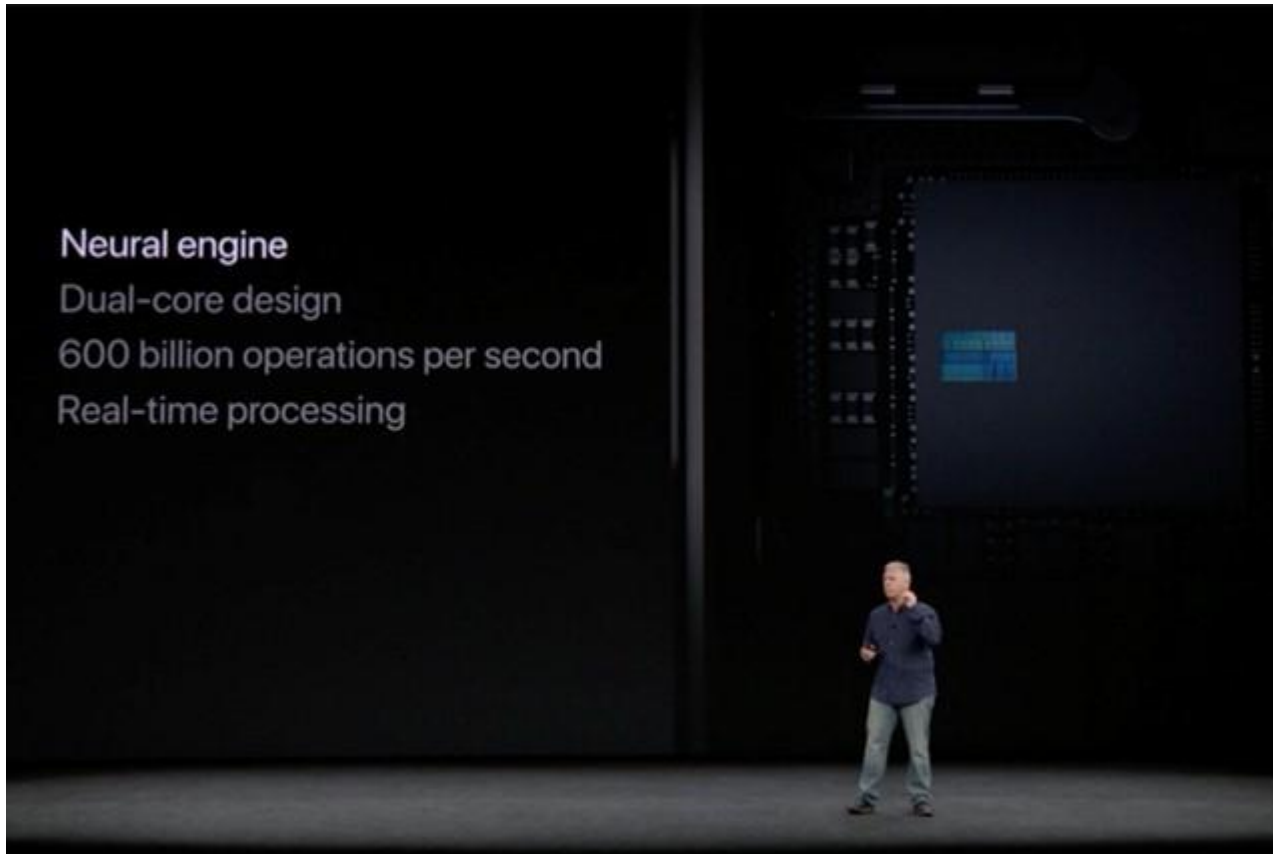 Neural engine
Dual-core design
600 billion operations per second
Real-time processing